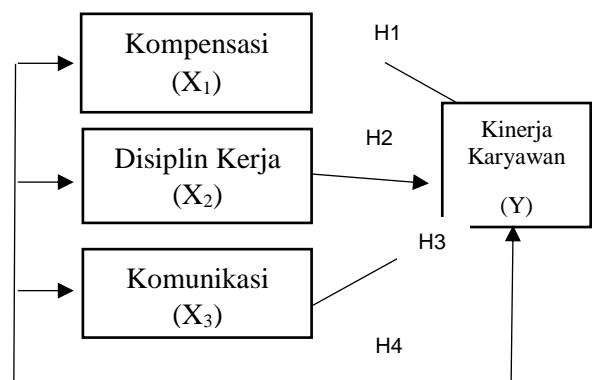 Kompensasi
(X₁)
H1
Disiplin Kerja
(X₂)
H2
Kinerja
Karyawan
(Y)
Komunikasi
(X₃)
H3
H4